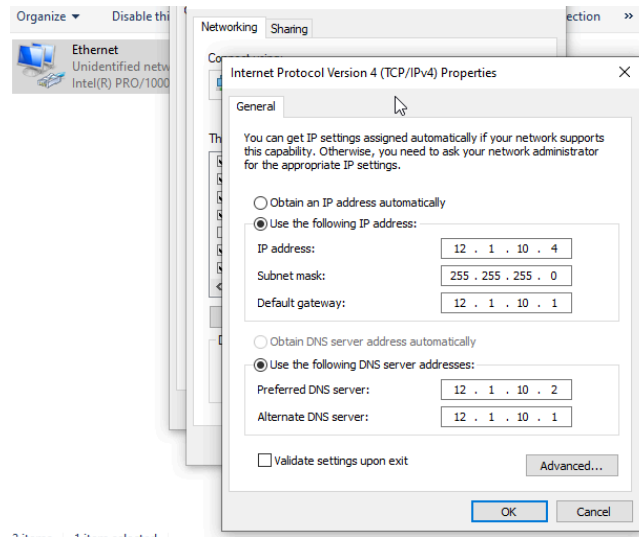 Organize Disable thi ection »
Ethernet
Unidentified netw
Intel(R) PRO/1000
Networking Sharing
Internet Protocol Version 4 (TCP/IPv4) Properties
General
You can get IP settings assigned automatically if your network supports
this capability. Otherwise, you need to ask your network administrator
for the appropriate IP settings.
Obtain an IP address automatically
Use the following IP address:
IP address: 12 . 1 . 10 . 4
Subnet mask: 255 . 255 . 255 . 0
Default gateway: 12 . 1 . 10 . 1
Obtain DNS server address automatically
Use the following DNS server addresses:
Preferred DNS server: 12 . 1 . 10 . 2
Alternate DNS server: 12 . 1 . 10 . 1
Validate settings upon exit
Advanced...
OK Cancel